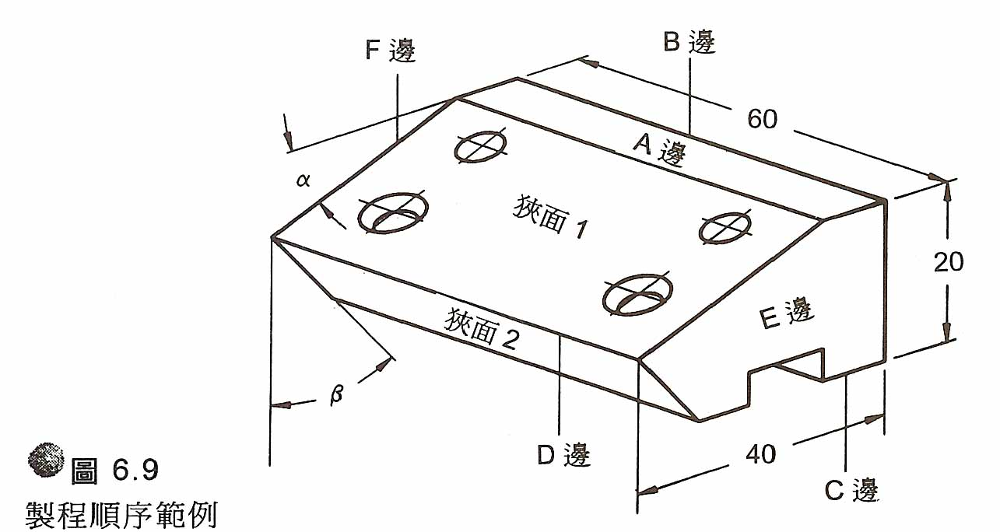 F 邊
B 邊
60
A 邊
α
狹面 1
20
E 邊
狹面 2
β
D 邊
40
C 邊
圖 6.9
製程順序範例